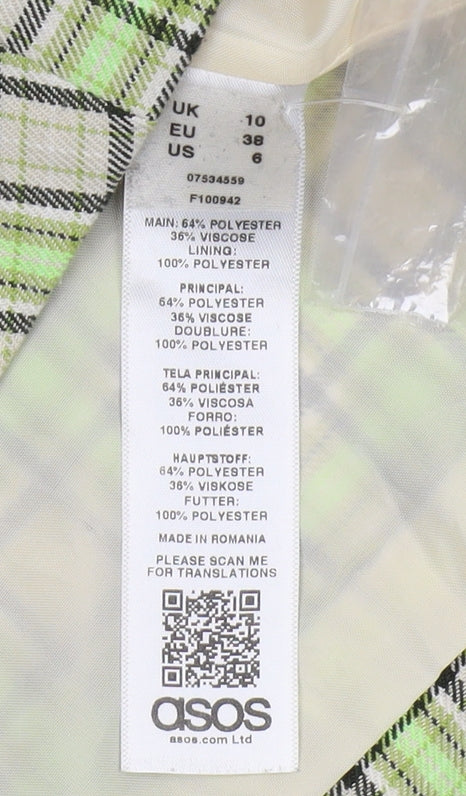 UK 10
EU 38
US 6
07534559
F100942
MAIN: 64% POLYESTER
36% VISCOSE
LINING:
100% POLYESTER
PRINCIPAL:
64% POLYESTER
36% VISCOSE
DOUBLURE:
100% POLYESTER
TELA PRINCIPAL:
64% POLIÉSTER
36% VISCOSA
FORRO:
100% POLIÉSTER
HAUPTSTOFF:
64% POLYESTER
36% VISKOSE
FUTTER:
100% POLYESTER
MADE IN ROMANIA
PLEASE SCAN ME
FOR TRANSLATIONS
asos
asos.com Ltd